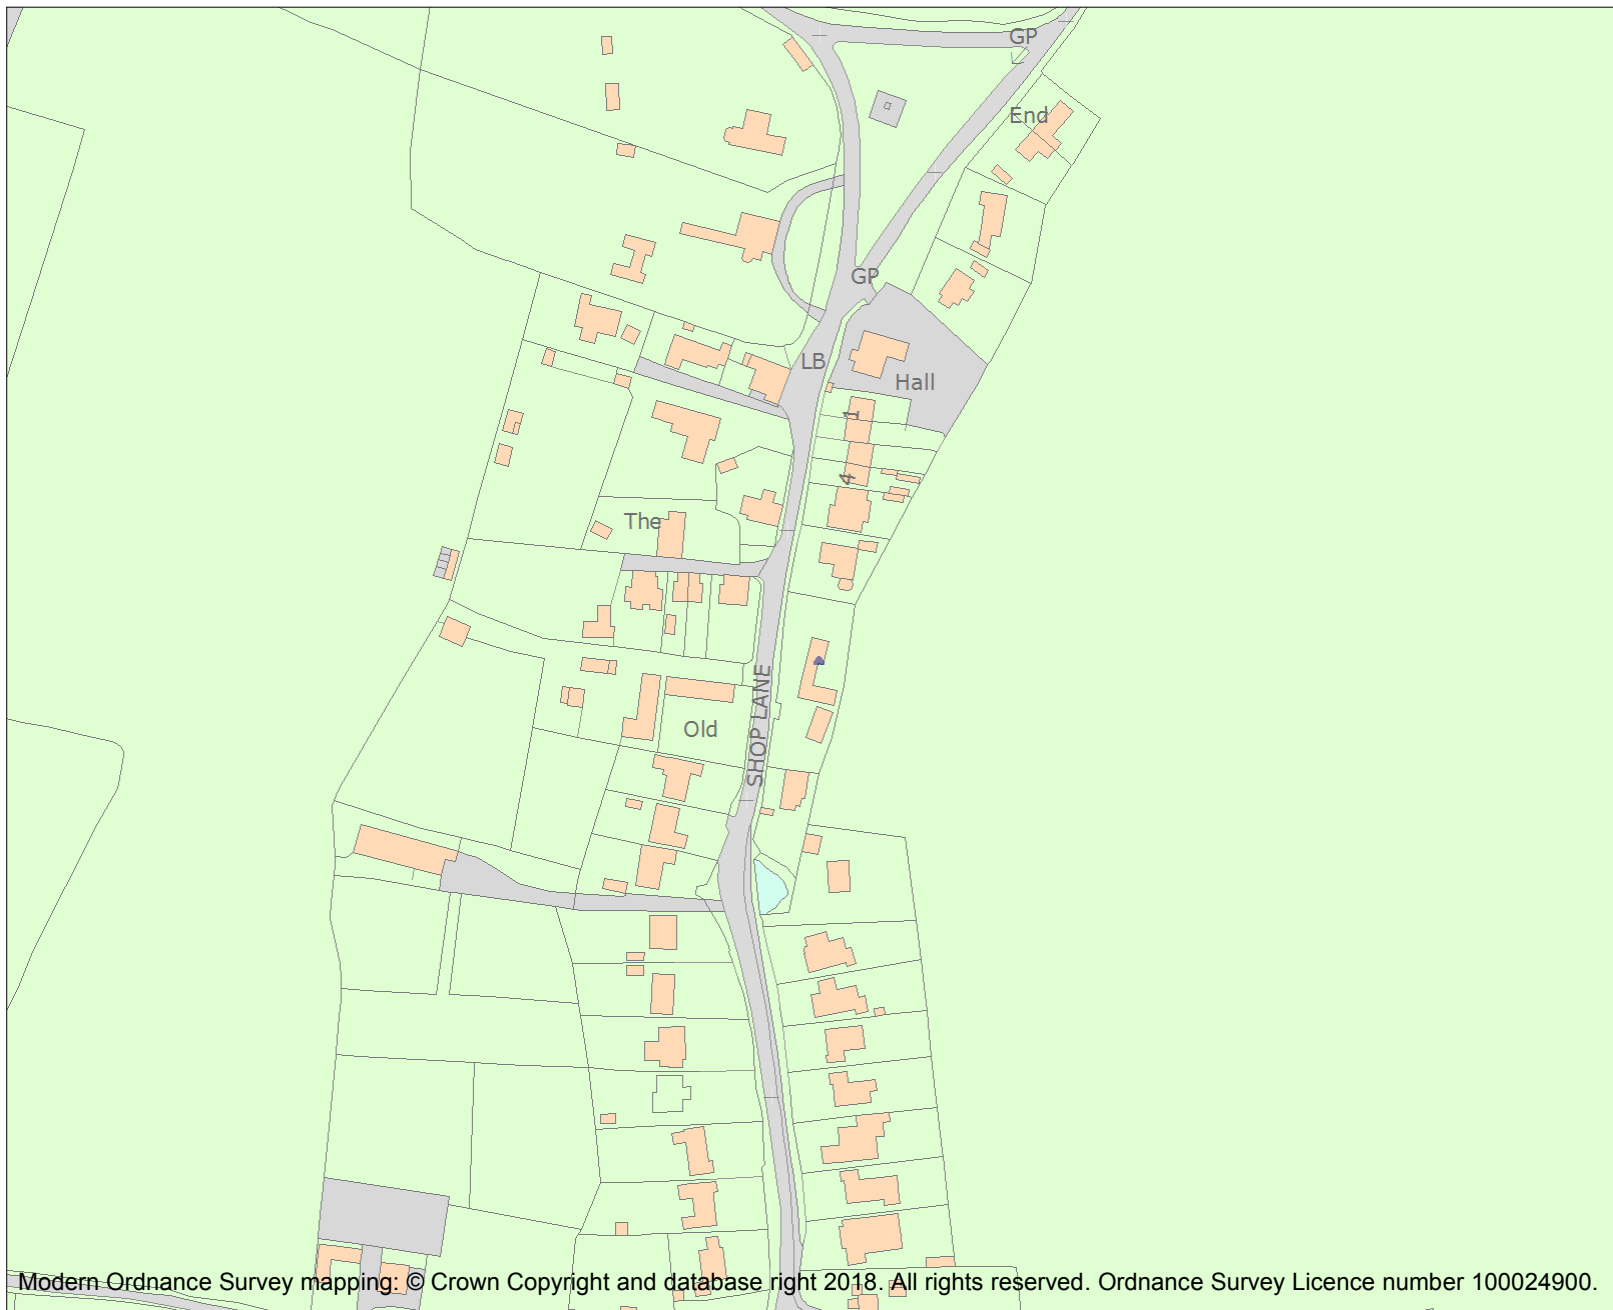 GP
End
GP
LB
Hall
1
4
The
SHOP LANE
Old
Modern Ordnance Survey mapping: © Crown Copyright and database right 2018. All rights reserved. Ordnance Survey Licence number 100024900.